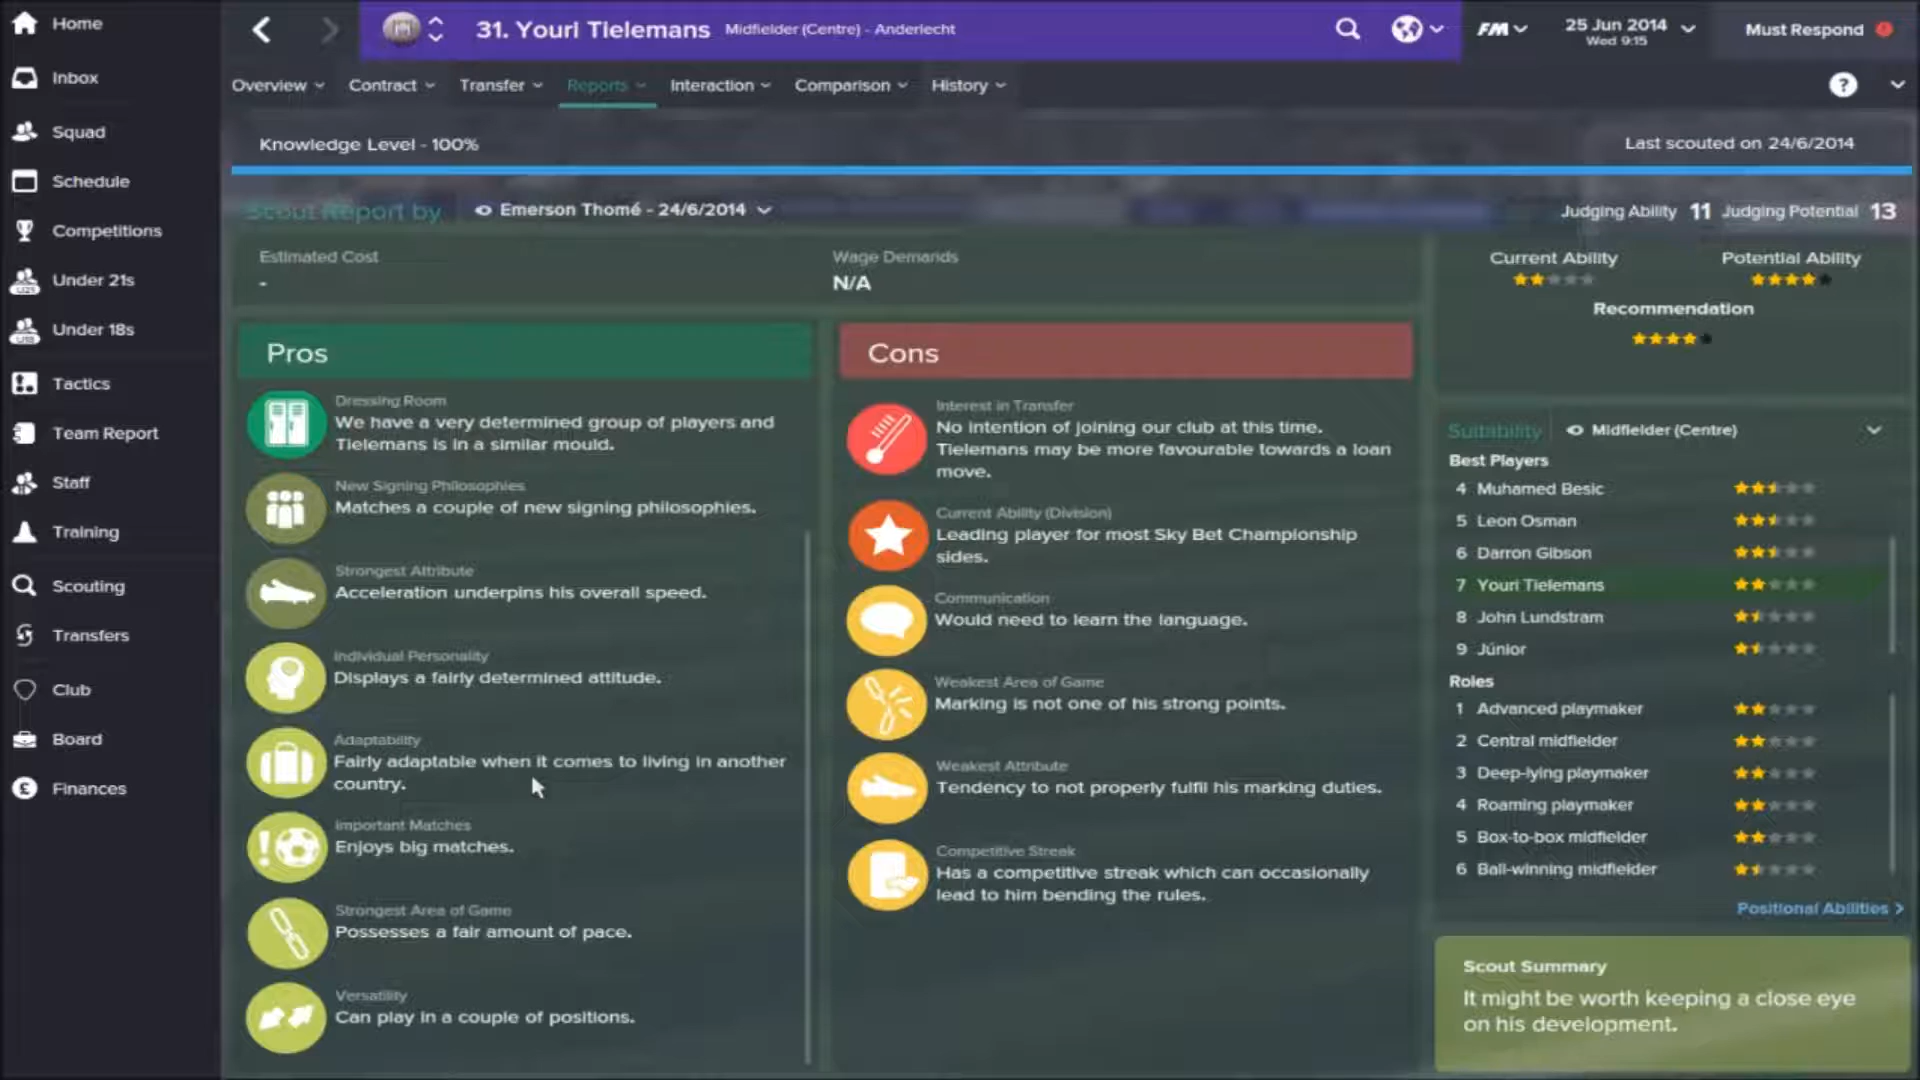 Home
Inbox
Squad
Schedule
Competitions
Under 21s
Under 18s
Tactics
Team Report
Staff
Training
Scouting
Transfers
Club
Board
Finances
31. Youri Tielemans Midfielder (Centre) - Anderlecht
FM
25 Jun 2014
Wed 9:15
Must Respond
Overview Contract Transfer Reports Interaction Comparison History
Knowledge Level - 100%
Last scouted on 24/6/2014
Scout Report by Emerson Thomé - 24/6/2014
Judging Ability 11 Judging Potential 13
Estimated Cost
-
Wage Demands
N/A
Current Ability
Potential Ability
Recommendation
Pros
Dressing Room
We have a very determined group of players and
Tielemans is in a similar mould.
New Signing Philosophies
Matches a couple of new signing philosophies.
Strongest Attribute
Acceleration underpins his overall speed.
Individual Personality
Displays a fairly determined attitude.
Adaptability
Fairly adaptable when it comes to living in another
country.
Important Matches
Enjoys big matches.
Strongest Area of Game
Possesses a fair amount of pace.
Versatility
Can play in a couple of positions.
Cons
Interest in Transfer
No intention of joining our club at this time.
Tielemans may be more favourable towards a loan
move.
Current Ability (Division)
Leading player for most Sky Bet Championship
sides.
Communication
Would need to learn the language.
Weakest Area of Game
Marking is not one of his strong points.
Weakest Attribute
Tendency to not properly fulfil his marking duties.
Competitive Streak
Has a competitive streak which can occasionally
lead to him bending the rules.
Suitability Midfielder (Centre)
Best Players
4 Muhamed Besic
5 Leon Osman
6 Darron Gibson
7 Youri Tielemans
8 John Lundstram
9 Júnior
Roles
1 Advanced playmaker
2 Central midfielder
3 Deep-lying playmaker
4 Roaming playmaker
5 Box-to-box midfielder
6 Ball-winning midfielder
Positional Abilities >
Scout Summary
It might be worth keeping a close eye
on his development.